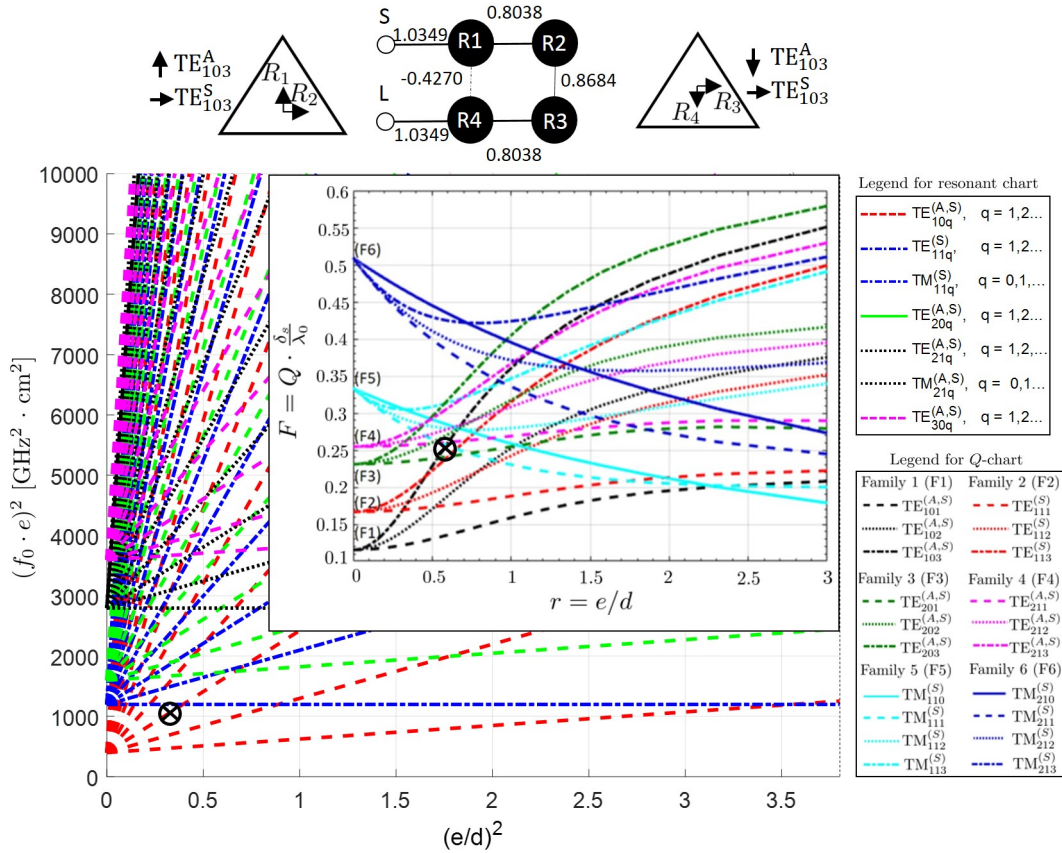 0.8038
S
1.0349
R1
R2
TE^A_103
TE^S_103
R_1
R_2
-0.4270
0.8684
TE^A_103
TE^S_103
R_3
R_4
L
R4
R3
1.0349
0.8038
10000
9000
8000
7000
6000
5000
4000
3000
2000
1000
0
(f_0 · e)^2 [GHz^2 · cm^2]
0
0.5
1
1.5
2
2.5
3
3.5
(e/d)^2
0.6
0.5
0.5
0.4
0.4
0.35
0.3
0.25
0.2
0.15
0.1
F = Q · δ_s/λ_0
(F6)
(F5)
(F4)
(F3)
(F2)
(F1)
0
0.5
1
1.5
2
2.5
3
r = e/d
Legend for resonant chart
TE^(A,S)_10q, q = 1,2...
TE^(S)_11q, q = 1,2...
TM^(S)_11q, q = 0,1,...
TE^(A,S)_20q, q = 1,2...
TE^(A,S)_21q, q = 1,2,...
TM^(A,S)_21q, q = 0,1...
TE^(A,S)_30q, q = 1,2...
Legend for Q-chart
Family 1 (F1) Family 2 (F2)
TE^(A,S)_101 TE^(S)_111
TE^(A,S)_102 TE^(S)_112
TE^(A,S)_103 TE^(S)_113
Family 3 (F3) Family 4 (F4)
TE^(A,S)_201 TE^(A,S)_211
TE^(A,S)_202 TE^(A,S)_212
TE^(A,S)_203 TE^(A,S)_213
Family 5 (F5) Family 6 (F6)
TM^(S)_110 TM^(S)_210
TM^(S)_111 TM^(S)_211
TM^(S)_112 TM^(S)_212
TM^(S)_113 TM^(S)_213